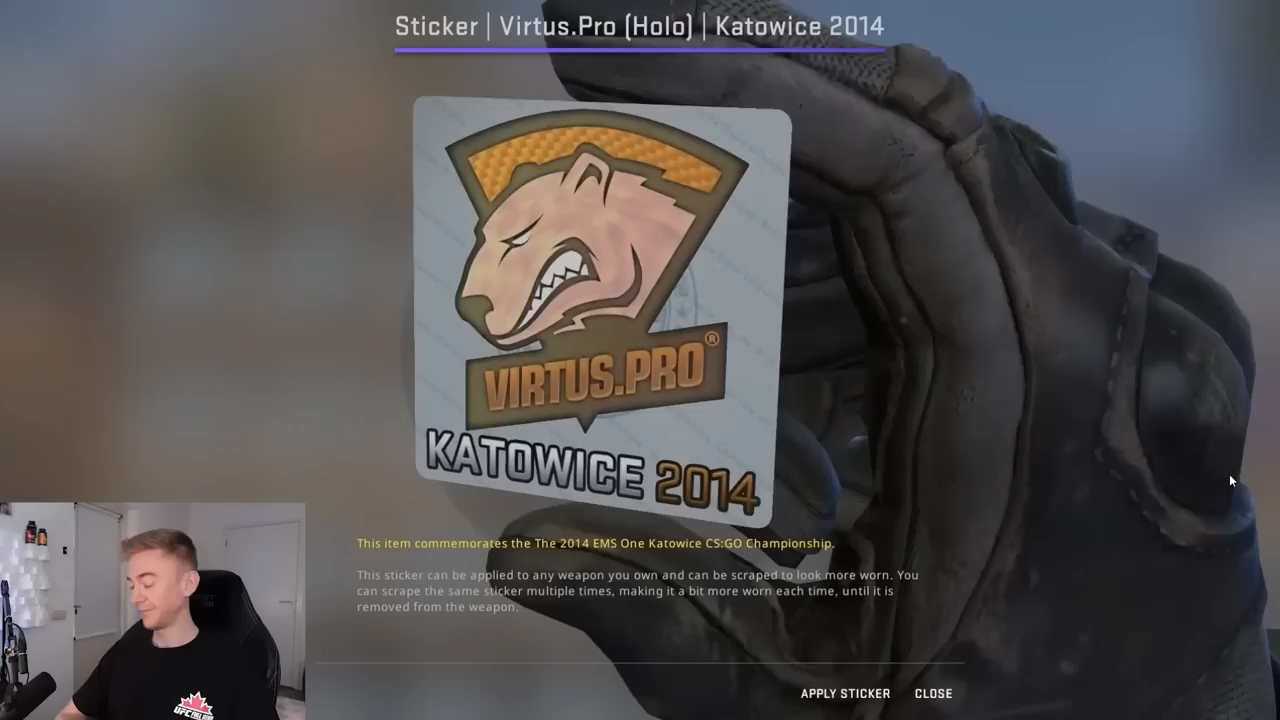 Sticker | Virtus.Pro (Holo) | Katowice 2014
VIRTUS.PRO®
KATOWICE 2014
This item commemorates the The 2014 EMS One Katowice CS:GO Championship.
This sticker can be applied to any weapon you own and can be scraped to look more worn. You
can scrape the same sticker multiple times, making it a bit more worn each time, until it is
removed from the weapon.
UFC
APPLY STICKER
CLOSE